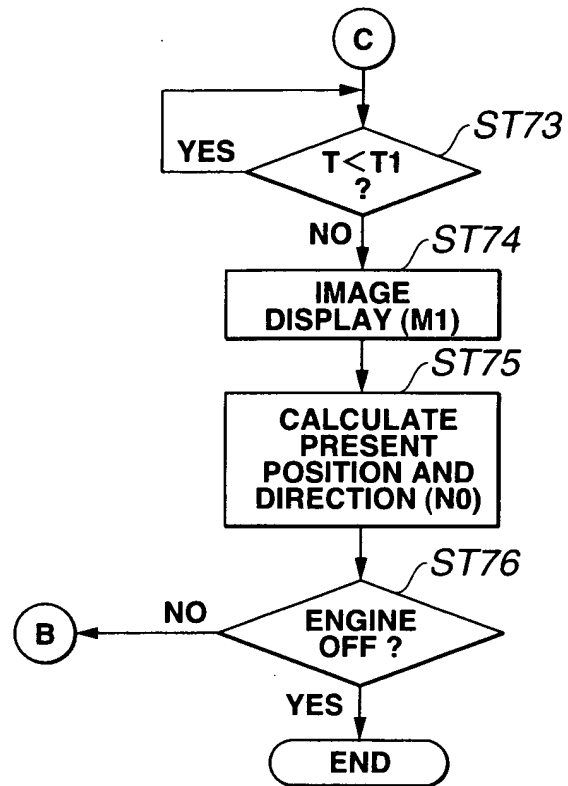 C
ST73
YES
T<T1
?
NO
ST74
IMAGE
DISPLAY (M1)
ST75
CALCULATE
PRESENT
POSITION AND
DIRECTION (N0)
ST76
NO
B
ENGINE
OFF ?
YES
END